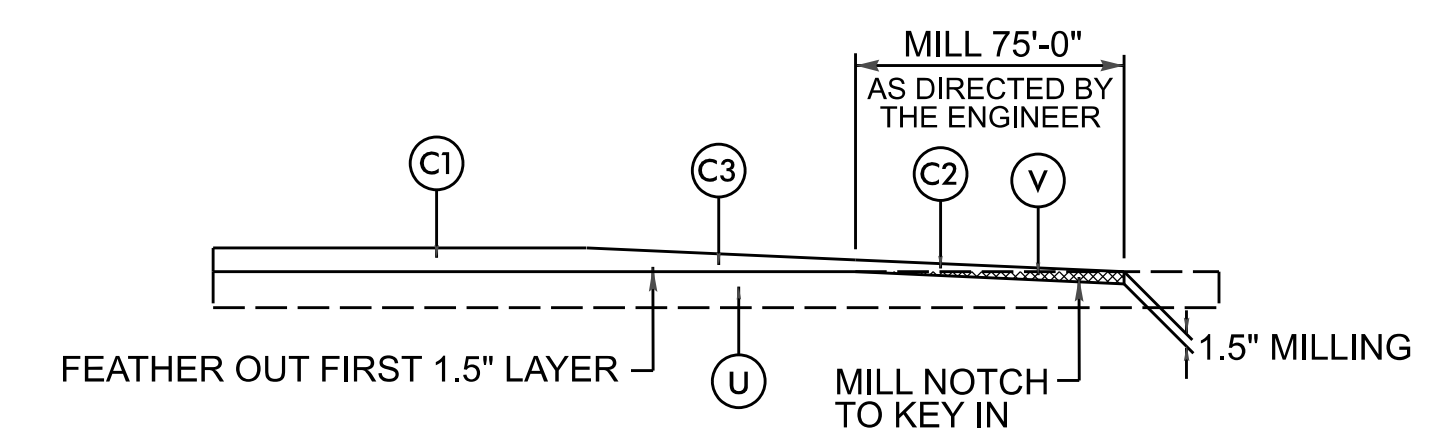 MILL 75'-0"
AS DIRECTED BY
THE ENGINEER
C1
C3
C2
V
FEATHER OUT FIRST 1.5" LAYER
U
MILL NOTCH
TO KEY IN
1.5" MILLING